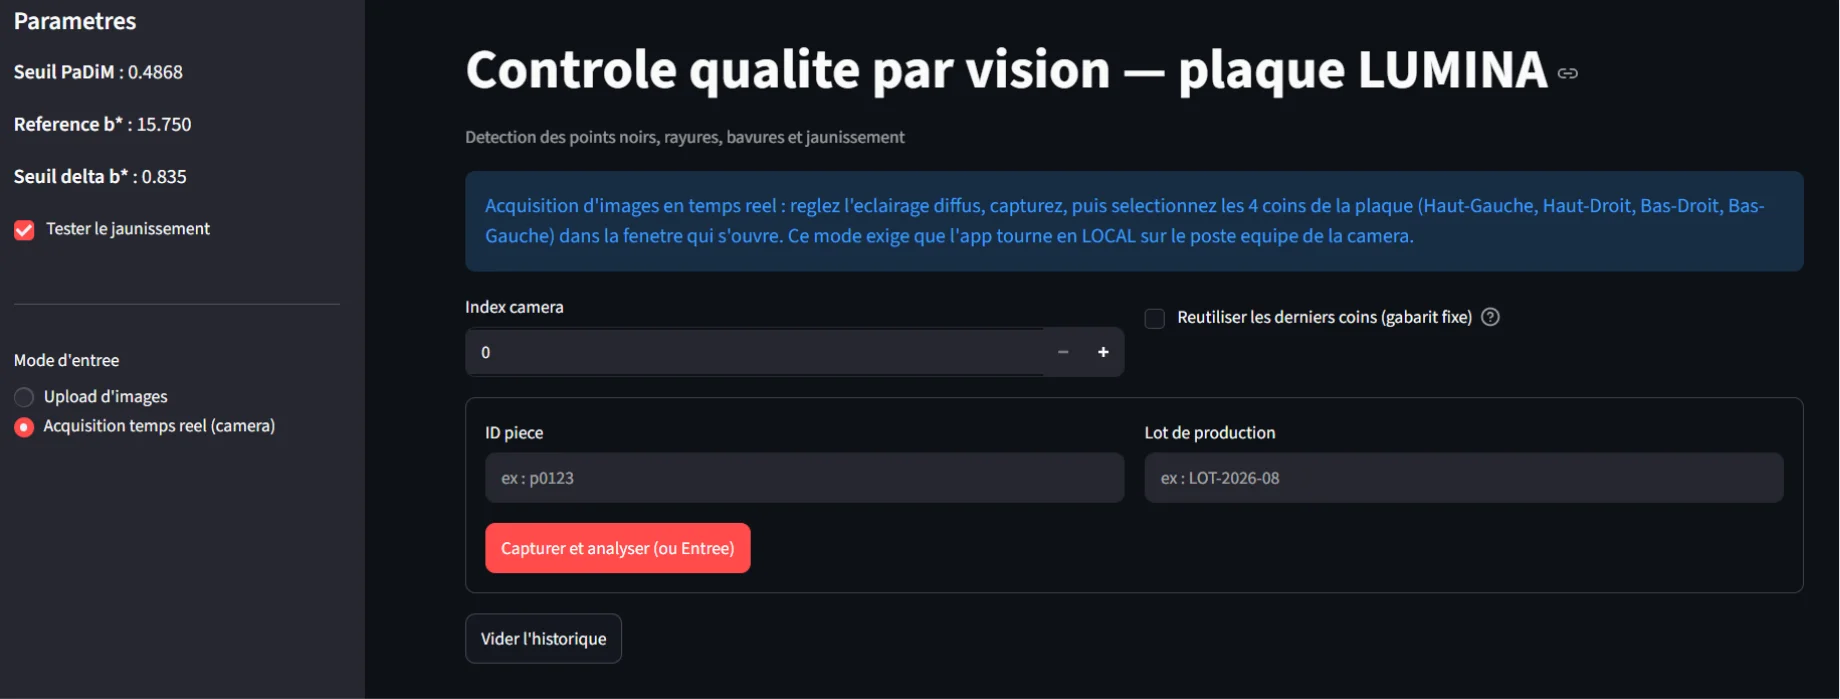 Parametres
Seuil PaDiM : 0.4868
Reference b* : 15.750
Seuil delta b* : 0.835
Tester le jaunissement
Mode d'entree
Upload d'images
Acquisition temps reel (camera)
Controle qualite par vision — plaque LUMINA
Detection des points noirs, rayures, bavures et jaunissement
Acquisition d'images en temps reel : reglez l'eclairage diffus, capturez, puis selectionnez les 4 coins de la plaque (Haut-Gauche, Haut-Droit, Bas-Droit, Bas-
Gauche) dans la fenetre qui s'ouvre. Ce mode exige que l'app tourne en LOCAL sur le poste equipe de la camera.
Index camera
0
Reutiliser les derniers coins (gabarit fixe)
ID piece
ex : p0123
Lot de production
ex : LOT-2026-08
Capturer et analyser (ou Entree)
Vider l'historique